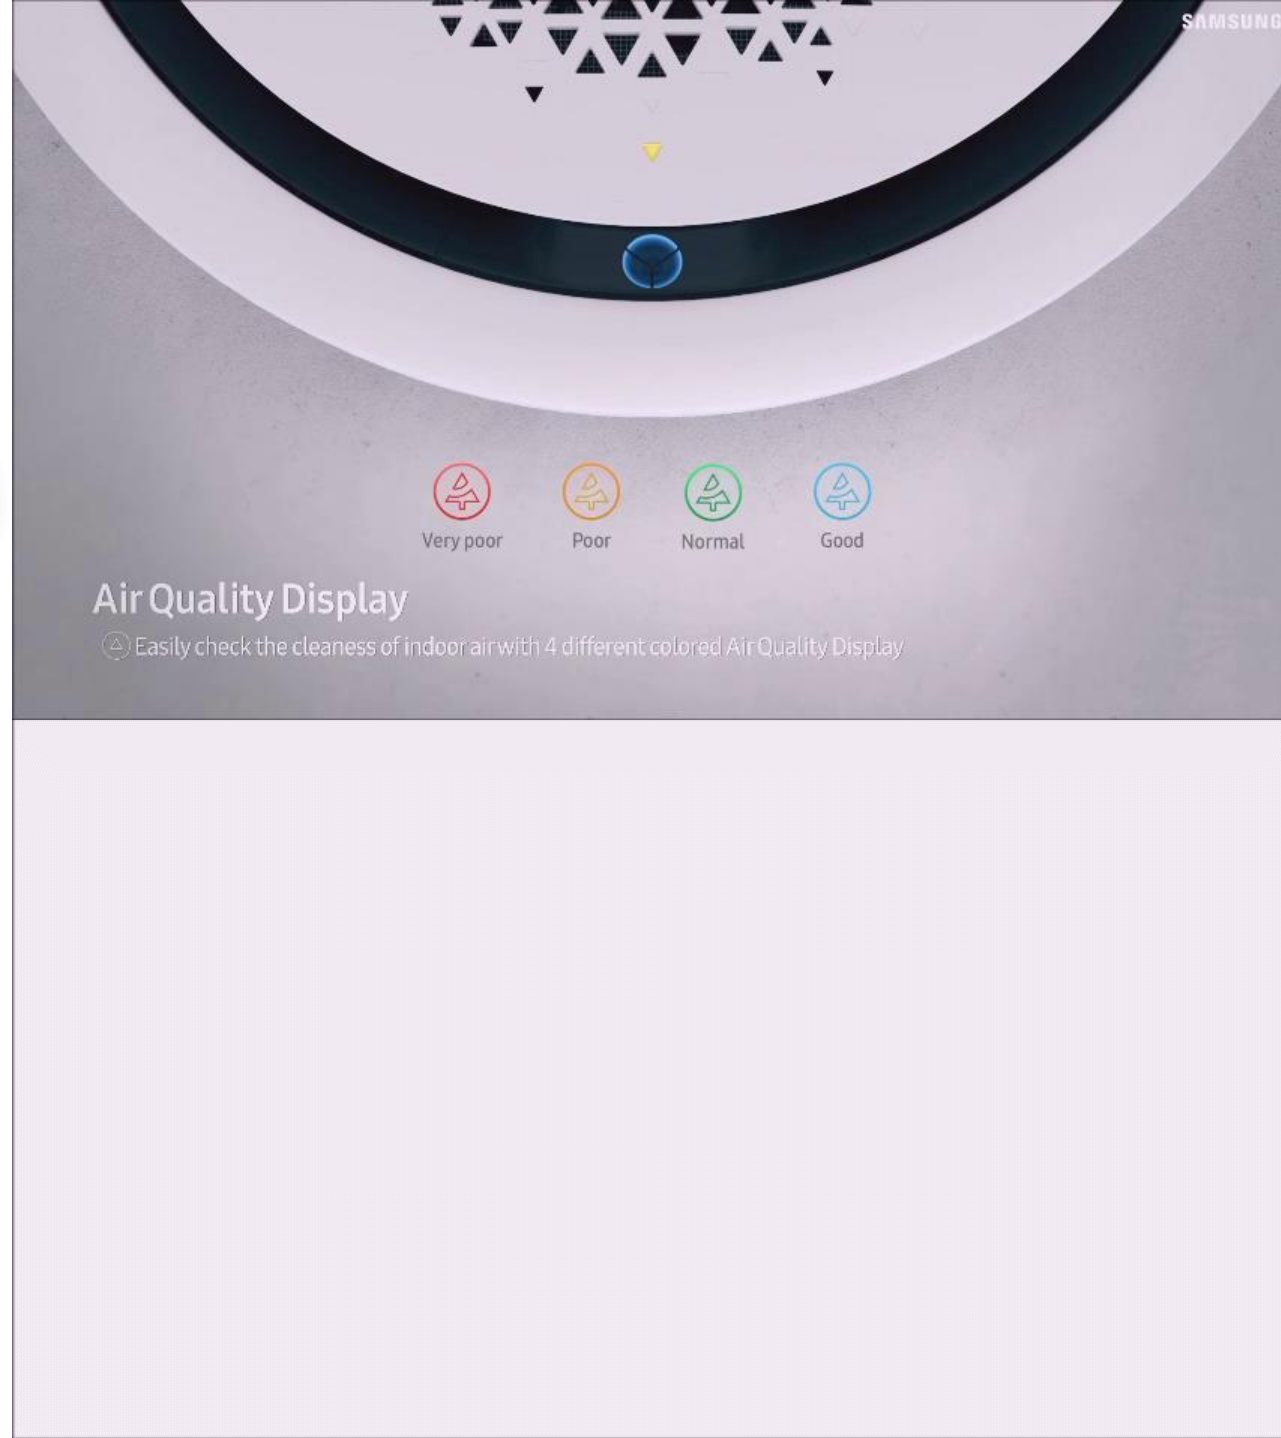 SAMSUNG
Very poor
Poor
Normal
Good
Air Quality Display
Easily check the cleaness of indoor air with 4 different colored Air Quality Display